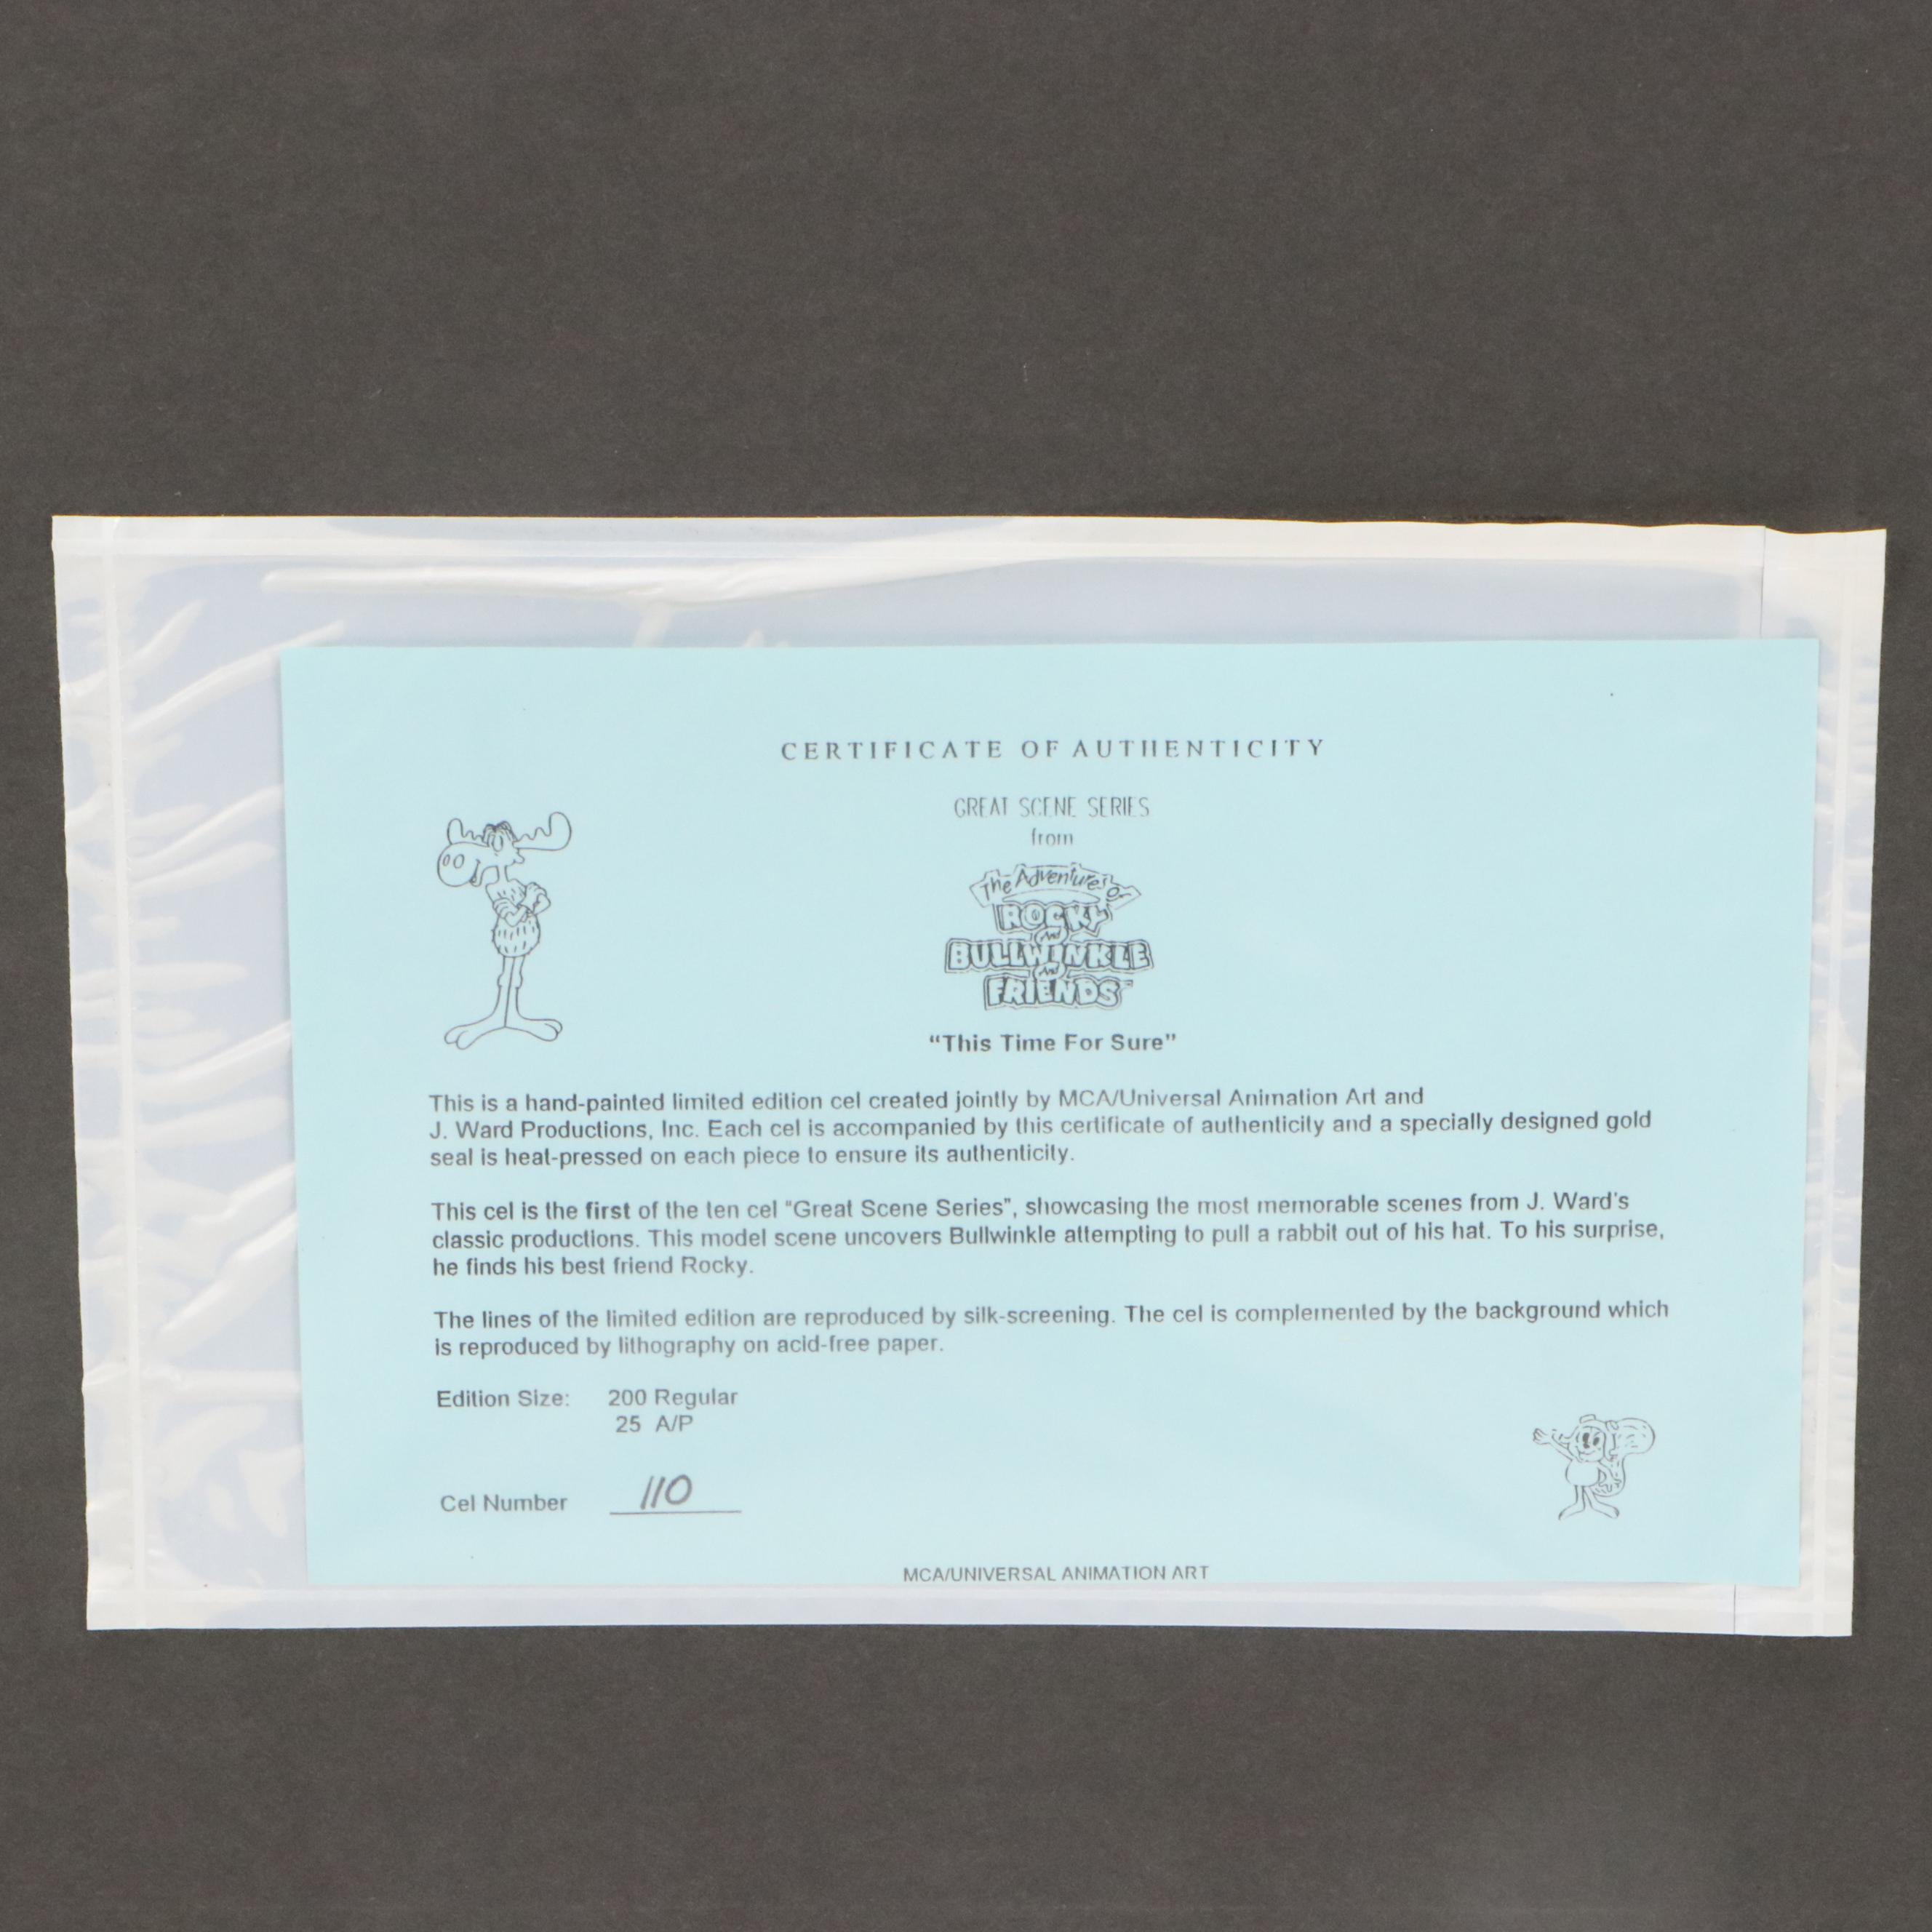 CERTIFICATE OF AUTHENTICITY
GREAT SCENE SERIES
from
The Adventures of
ROCKY
AND
BULLWINKLE
AND
FRIENDS™
“This Time For Sure”
This is a hand-painted limited edition cel created jointly by MCA/Universal Animation Art and
J. Ward Productions, Inc. Each cel is accompanied by this certificate of authenticity and a specially designed gold
seal is heat-pressed on each piece to ensure its authenticity.
This cel is the first of the ten cel “Great Scene Series”, showcasing the most memorable scenes from J. Ward's
classic productions. This model scene uncovers Bullwinkle attempting to pull a rabbit out of his hat. To his surprise,
he finds his best friend Rocky.
The lines of the limited edition are reproduced by silk-screening. The cel is complemented by the background which
is reproduced by lithography on acid-free paper.
Edition Size: 200 Regular
25 A/P
Cel Number 110
MCA/UNIVERSAL ANIMATION ART